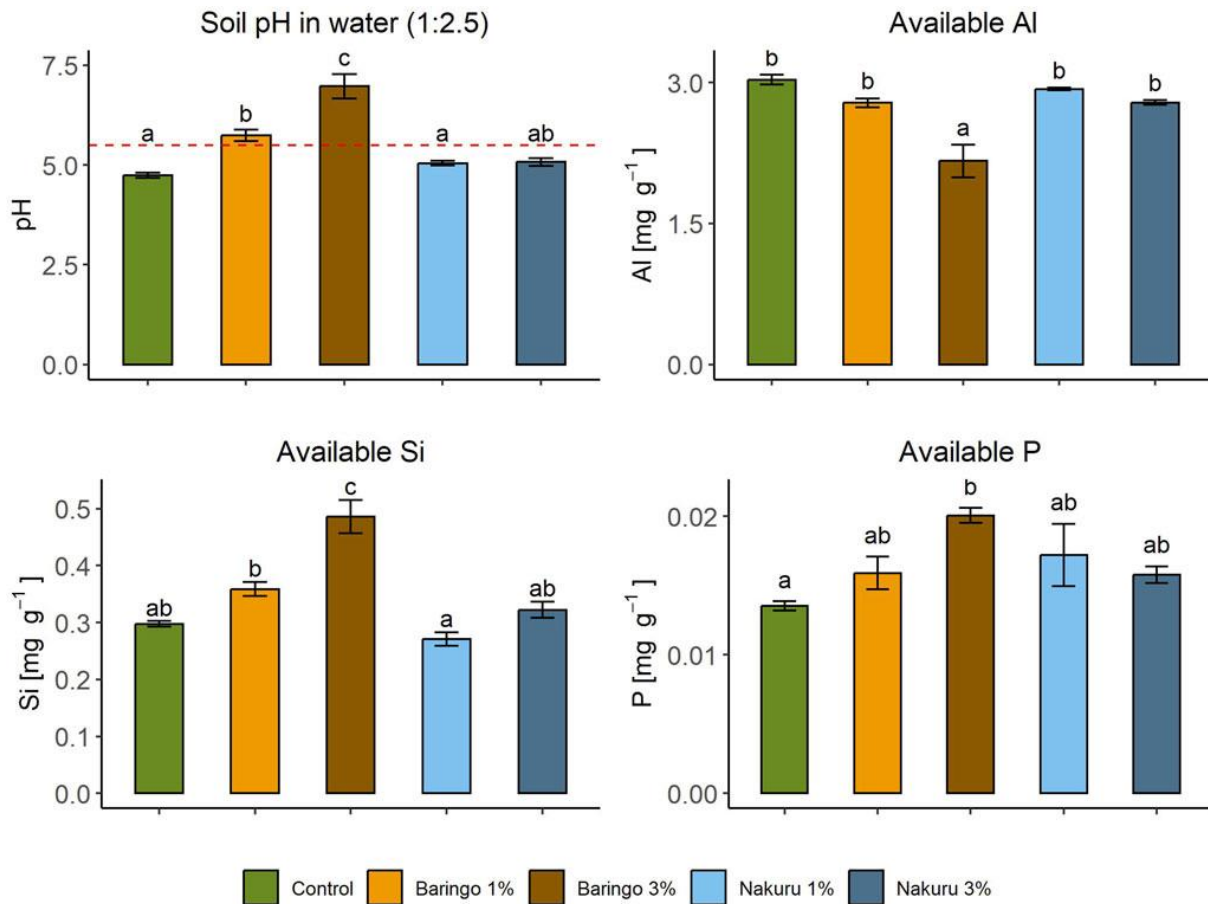 Soil pH in water (1:2.5)
pH
7.5
5.0
2.5
0.0
a
b
c
a
ab
Available Al
Al [mg g⁻¹]
3.0
1.5
0.0
b
b
a
b
b
Available Si
Si [mg g⁻¹]
0.5
0.4
0.3
0.2
0.1
0.0
ab
b
c
a
ab
Available P
P [mg g⁻¹]
0.02
0.01
0.00
a
ab
b
ab
ab
Control Baringo 1% Baringo 3% Nakuru 1% Nakuru 3%